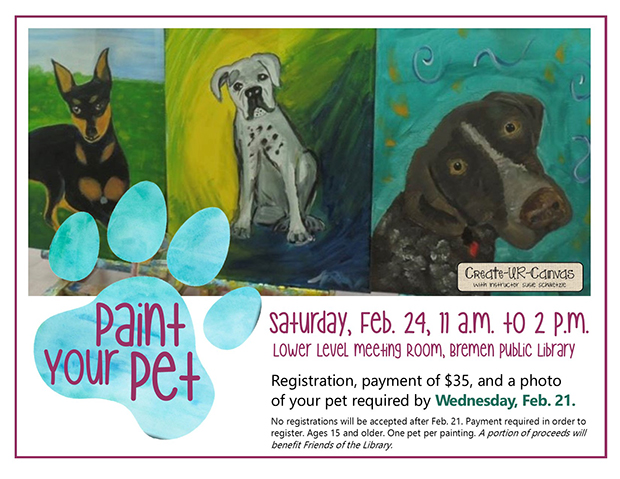 Create-UR-Canvas
with instructor Susie Schaetzle
paint
your pet
Saturday, Feb. 24, 11 a.m. to 2 p.m.
Lower Level Meeting Room, Bremen Public Library
Registration, payment of $35, and a photo
of your pet required by Wednesday, Feb. 21.
No registrations will be accepted after Feb. 21. Payment required in order to
register. Ages 15 and older. One pet per painting. A portion of proceeds will
benefit Friends of the Library.